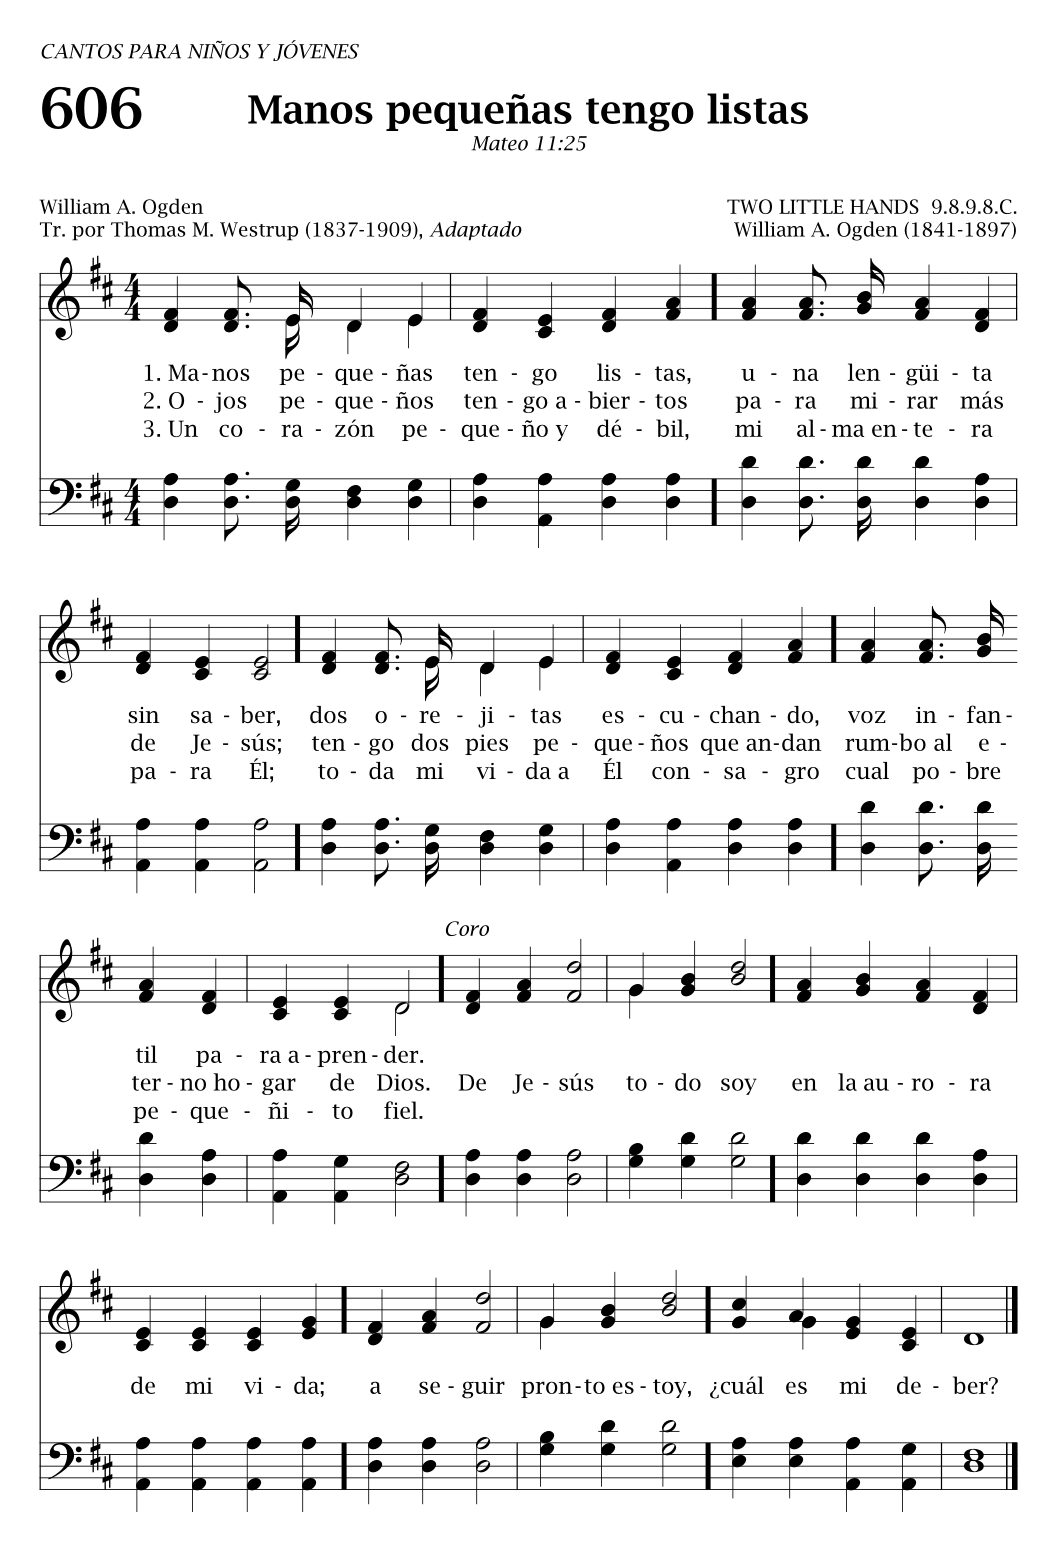 CANTOS PARA NIÑOS Y JÓVENES
606 Manos pequeñas tengo listas
Mateo 11:25
William A. Ogden
Tr. por Thomas M. Westrup (1837-1909), Adaptado
TWO LITTLE HANDS 9.8.9.8.C.
William A. Ogden (1841-1897)
4 4
1. Ma-nos pe - que - ñas ten - go lis - tas, u - na len - güi - ta
2. O - jos pe - que - ños ten - go a - bier - tos pa - ra mi - rar más
3. Un co - ra - zón pe - que - ño y dé - bil, mi al - ma en - te - ra
4 4
sin sa - ber, dos o - re - ji - tas es - cu - chan - do, voz in - fan -
de Je - sús; ten - go dos pies pe - que - ños que an-dan rum-bo al e -
pa - ra Él; to - da mi vi - da a Él con - sa - gro cual po - bre
Coro
til pa - ra a - pren - der.
ter - no ho - gar de Dios. De Je - sús to - do soy en la au - ro - ra
pe - que - ñi - to fiel.
de mi vi - da; a se - guir pron-to es - toy, ¿cuál es mi de - ber?